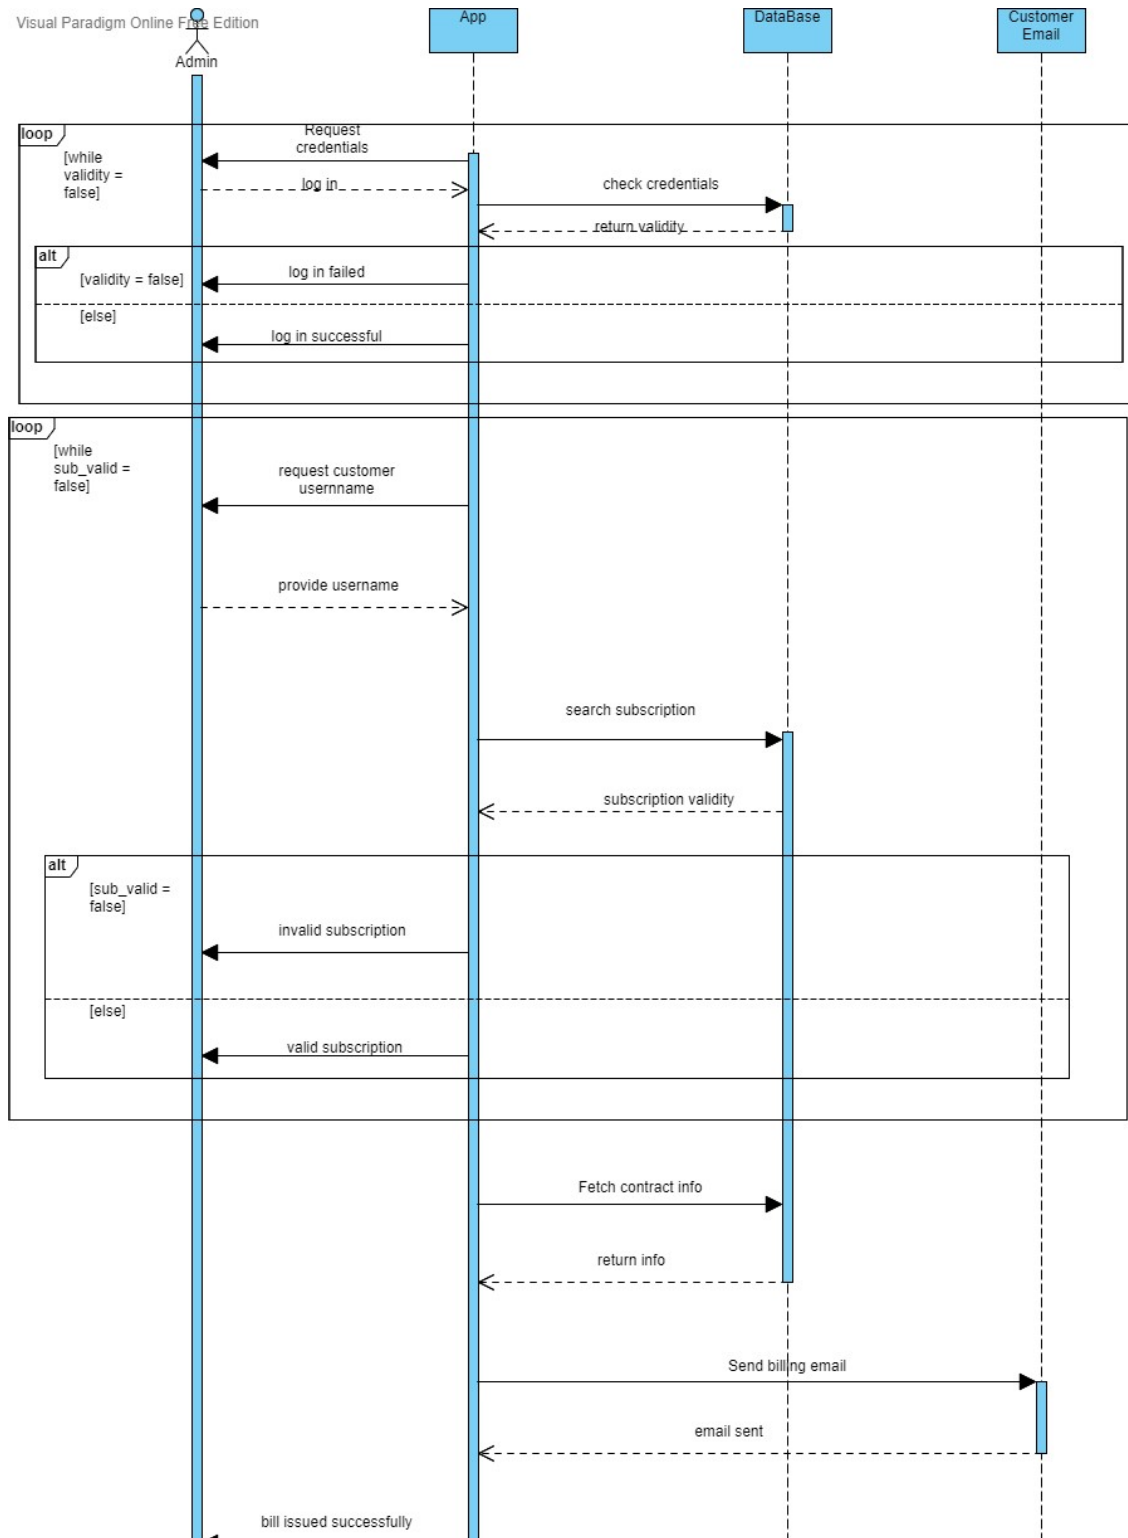 Visual Paradigm Online Free Edition
Admin
App
DataBase
Customer
Email
loop
[while
validity =
false]
Request
credentials
log in
check credentials
return validity
alt
[validity = false]
log in failed
[else]
log in successful
loop
[while
sub_valid =
false]
request customer
usernname
provide username
search subscription
subscription validity
alt
[sub_valid =
false]
invalid subscription
[else]
valid subscription
Fetch contract info
return info
Send billing email
email sent
bill issued successfully